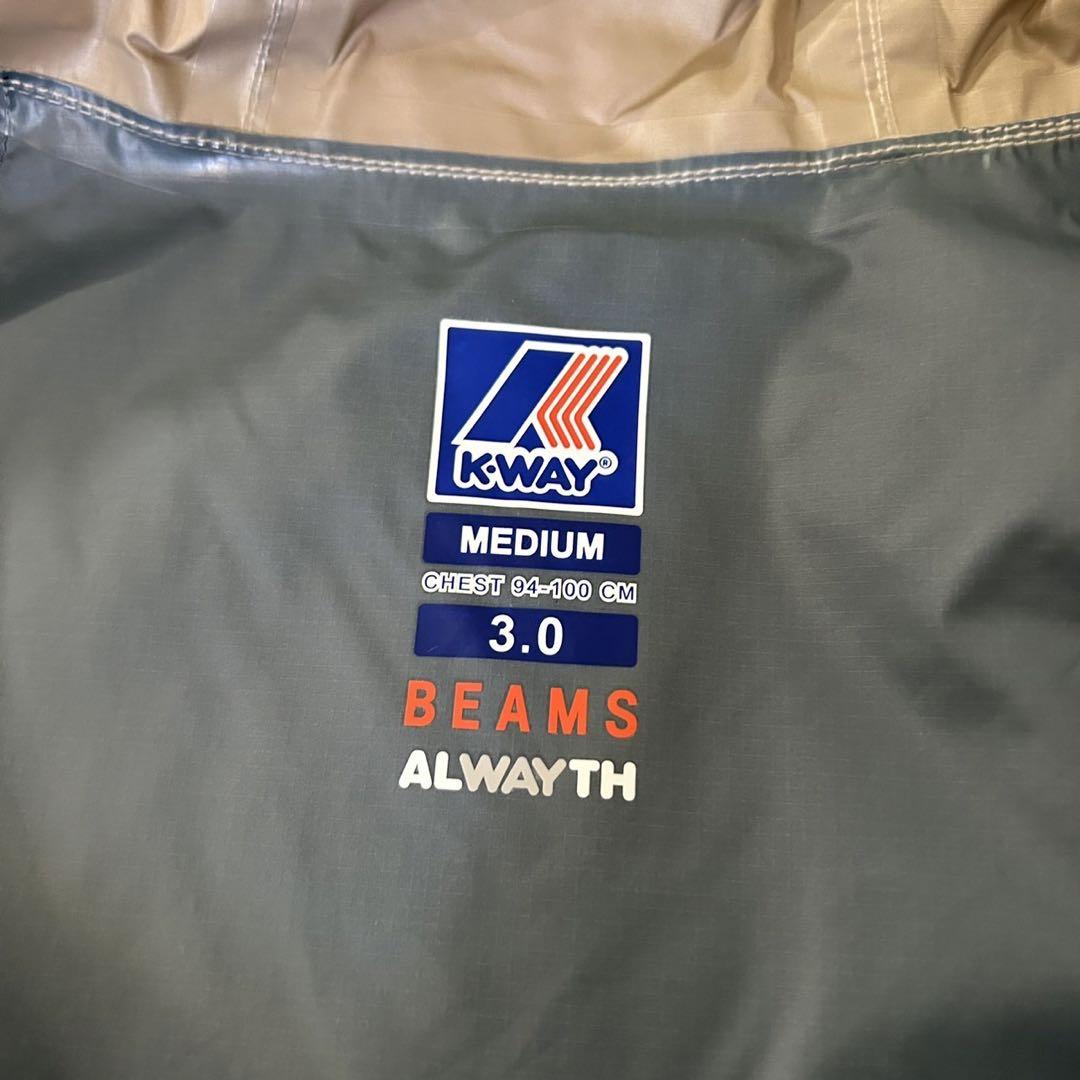 K·WAY®
MEDIUM
CHEST 94-100 CM
3.0
BEAMS
ALWAYTH